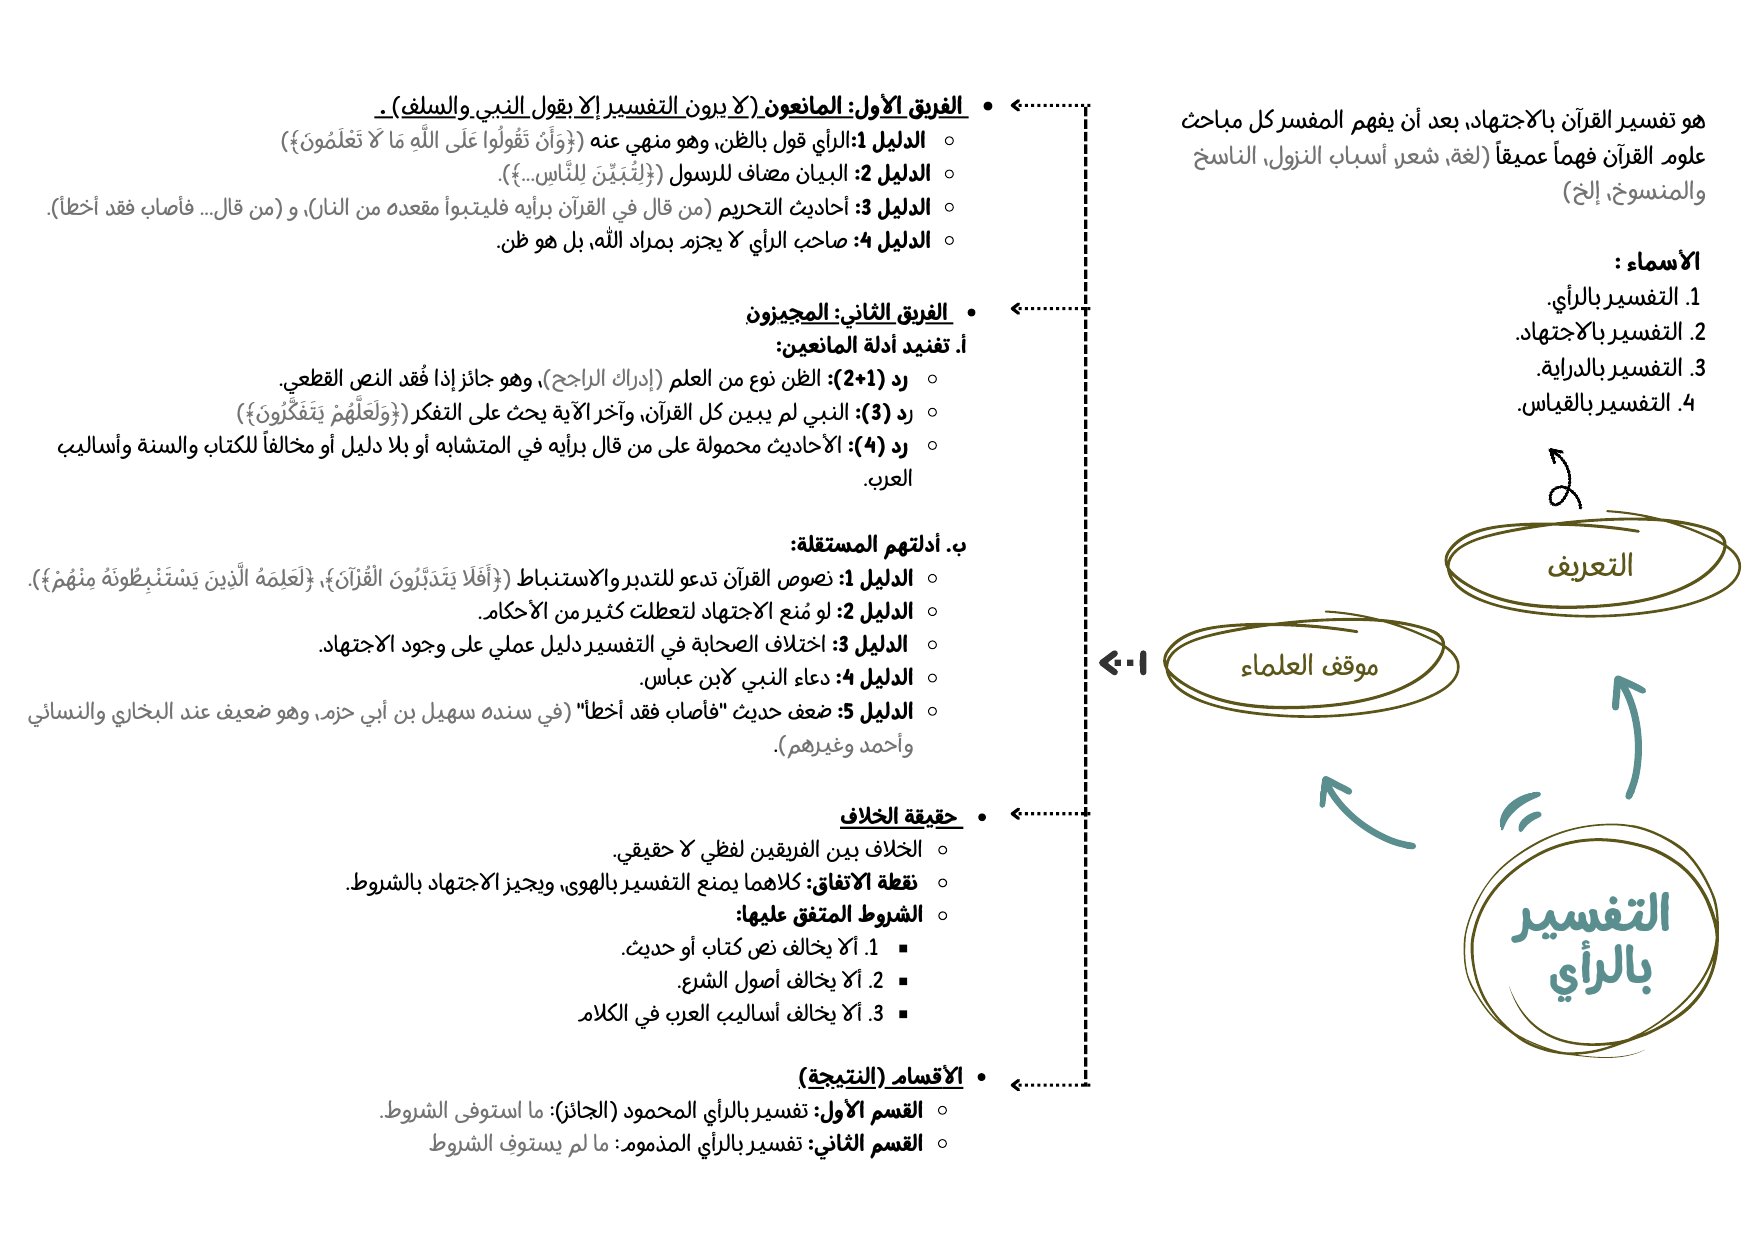 هو تفسير القرآن بالاجتهاد، بعد أن يفهم المفسر كل مباحث
علوم القرآن فهماً عميقاً (لغة، شعر، أسباب النزول، الناسخ
والمنسوخ، إلخ)
الأسماء :
1. التفسير بالرأي.
2. التفسير بالاجتهاد.
3. التفسير بالدراية.
4. التفسير بالقياس.
التعريف
موقف العلماء
التفسير
بالرأي
• الفريق الأول: المانعون (لا يرون التفسير إلا بقول النبي والسلف) .
○ الدليل 1:الرأي قول بالظن، وهو منهي عنه (﴿وَأَنْ تَقُولُوا عَلَى اللَّهِ مَا لَا تَعْلَمُونَ﴾)
○ الدليل 2: البيان مضاف للرسول (﴿لِتُبَيِّنَ لِلنَّاسِ...﴾).
○ الدليل 3: أحاديث التحريم (من قال في القرآن برأيه فليتبوأ مقعده من النار)، و (من قال... فأصاب فقد أخطأ).
○ الدليل 4: صاحب الرأي لا يجزم بمراد الله، بل هو ظن.
• الفريق الثاني: المجيزون
أ. تفنيد أدلة المانعين:
○ رد (1+2): الظن نوع من العلم (إدراك الراجح)، وهو جائز إذا فُقد النص القطعي.
○ رد (3): النبي لم يبين كل القرآن، وآخر الآية يحث على التفكر (﴿وَلَعَلَّهُمْ يَتَفَكَّرُونَ﴾)
○ رد (4): الأحاديث محمولة على من قال برأيه في المتشابه أو بلا دليل أو مخالفاً للكتاب والسنة وأساليب
العرب.
ب. أدلتهم المستقلة:
○ الدليل 1: نصوص القرآن تدعو للتدبر والاستنباط (﴿أَفَلَا يَتَدَبَّرُونَ الْقُرْآنَ﴾، ﴿لَعَلِمَهُ الَّذِينَ يَسْتَنْبِطُونَهُ مِنْهُمْ﴾).
○ الدليل 2: لو مُنع الاجتهاد لتعطلت كثير من الأحكام.
○ الدليل 3: اختلاف الصحابة في التفسير دليل عملي على وجود الاجتهاد.
○ الدليل 4: دعاء النبي لابن عباس.
○ الدليل 5: ضعف حديث "فأصاب فقد أخطأ" (في سنده سهيل بن أبي حزم، وهو ضعيف عند البخاري والنسائي
وأحمد وغيرهم).
• حقيقة الخلاف
○ الخلاف بين الفريقين لفظي لا حقيقي.
○ نقطة الاتفاق: كلاهما يمنع التفسير بالهوى، ويجيز الاجتهاد بالشروط.
○ الشروط المتفق عليها:
▪ 1. ألا يخالف نص كتاب أو حديث.
▪ 2. ألا يخالف أصول الشرع.
▪ 3. ألا يخالف أساليب العرب في الكلام
• الأقسام (النتيجة)
○ القسم الأول: تفسير بالرأي المحمود (الجائز): ما استوفى الشروط.
○ القسم الثاني: تفسير بالرأي المذموم: ما لم يستوفِ الشروط